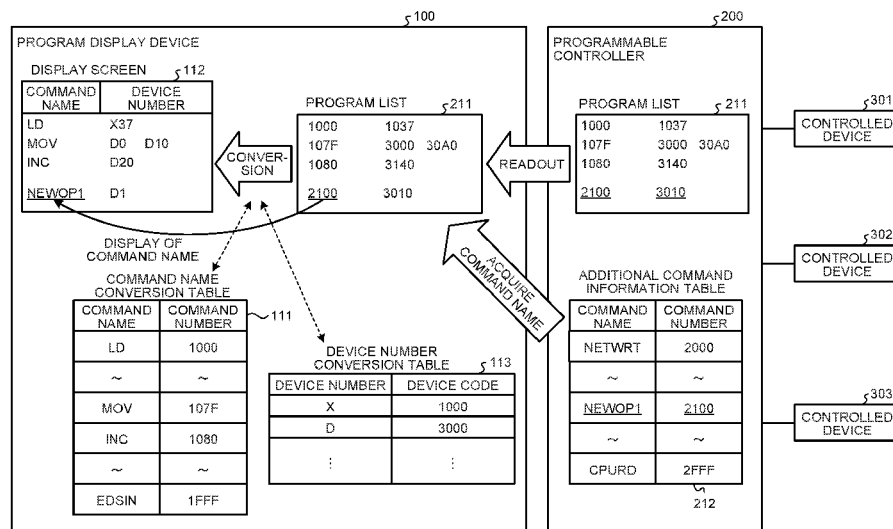 100
200
PROGRAM DISPLAY DEVICE
PROGRAMMABLE
CONTROLLER
DISPLAY SCREEN
112
COMMAND NAME DEVICE NUMBER
LD X37
MOV D0 D10
INC D20
NEWOP1 D1
CONVER-
SION
PROGRAM LIST
211
1000 1037
107F 3000 30A0
1080 3140
2100 3010
READOUT
PROGRAM LIST
211
1000 1037
107F 3000 30A0
1080 3140
2100 3010
301
CONTROLLED
DEVICE
302
CONTROLLED
DEVICE
303
CONTROLLED
DEVICE
DISPLAY OF
COMMAND NAME
ACQUIRE
COMMAND NAME
COMMAND NAME
CONVERSION TABLE
111
COMMAND NAME COMMAND NUMBER
LD 1000
~ ~
MOV 107F
INC 1080
~ ~
EDSIN 1FFF
DEVICE NUMBER
CONVERSION TABLE
113
DEVICE NUMBER DEVICE CODE
X 1000
D 3000
⋮ ⋮
ADDITIONAL COMMAND
INFORMATION TABLE
COMMAND NAME COMMAND NUMBER
NETWRT 2000
~ ~
NEWOP1 2100
~ ~
CPURD 2FFF
212